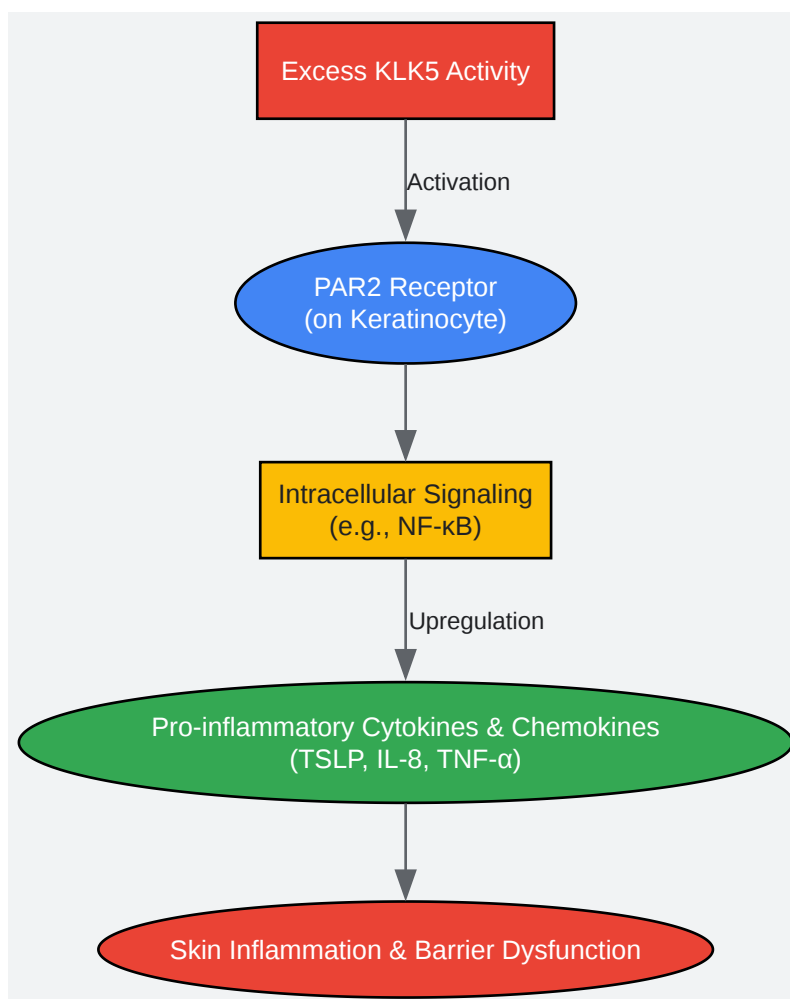 Excess KLK5 Activity
Activation
PAR2 Receptor
(on Keratinocyte)
Intracellular Signaling
(e.g., NF-κB)
Upregulation
Pro-inflammatory Cytokines & Chemokines
(TSLP, IL-8, TNF-α)
Skin Inflammation & Barrier Dysfunction